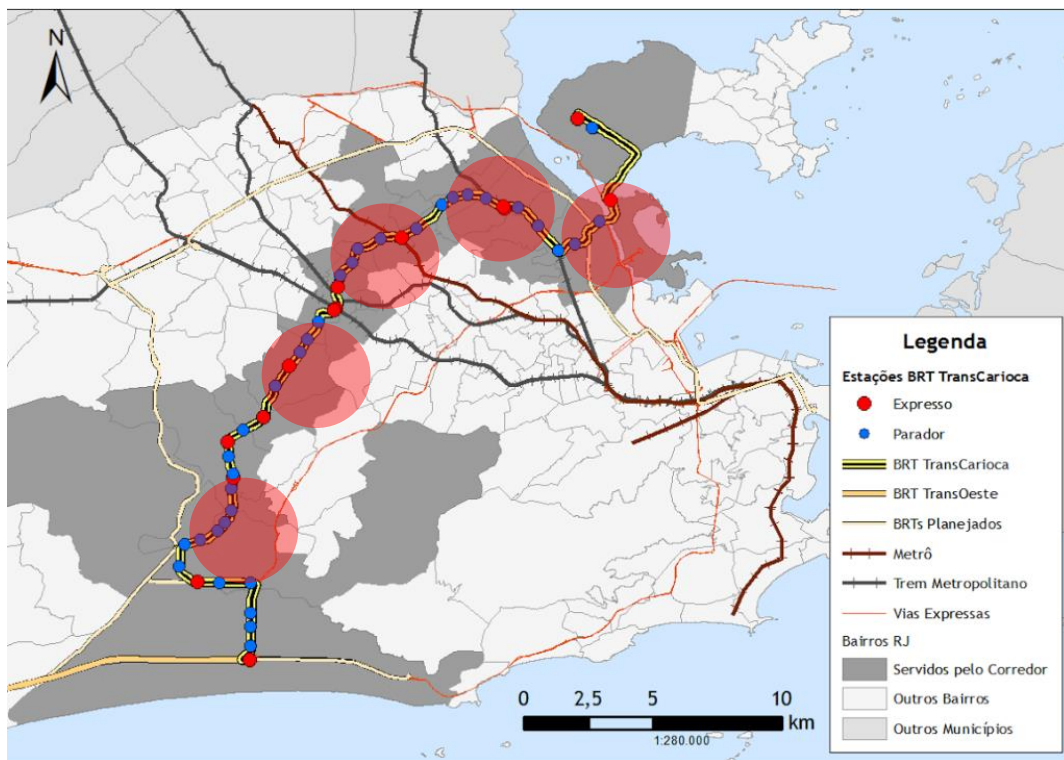 N
Legenda
Estações BRT TransCarioca
Expresso
Parador
BRT TransCarioca
BRT TransOeste
BRTs Planejados
Metrô
Trem Metropolitano
Vias Expressas
Bairros RJ
Servidos pelo Corredor
Outros Bairros
Outros Municípios
0 2,5 5 10
km
1:280.000